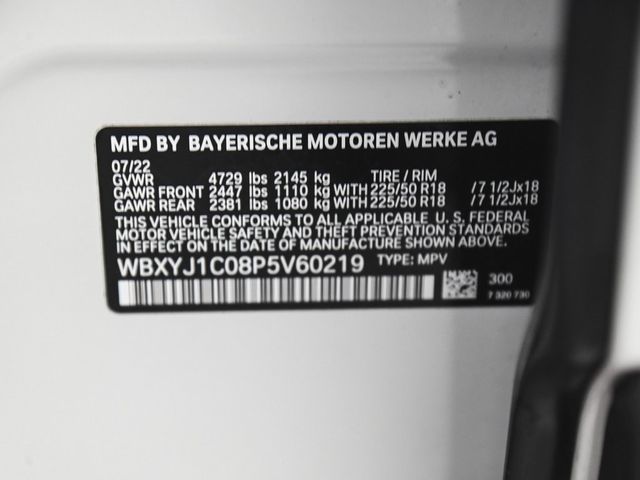 MFD BY BAYERISCHE MOTOREN WERKE AG
07/22
GVWR 4729 lbs 2145 kg TIRE / RIM
GAWR FRONT 2447 lbs 1110 kg WITH 225/50 R18 /7 1/2Jx18
GAWR REAR 2381 lbs 1080 kg WITH 225/50 R18 /7 1/2Jx18
THIS VEHICLE CONFORMS TO ALL APPLICABLE U. S. FEDERAL
MOTOR VEHICLE SAFETY AND THEFT PREVENTION STANDARDS
IN EFFECT ON THE DATE OF MANUFACTURE SHOWN ABOVE.
WBXYJ1C08P5V60219 TYPE: MPV
300
7 320 730